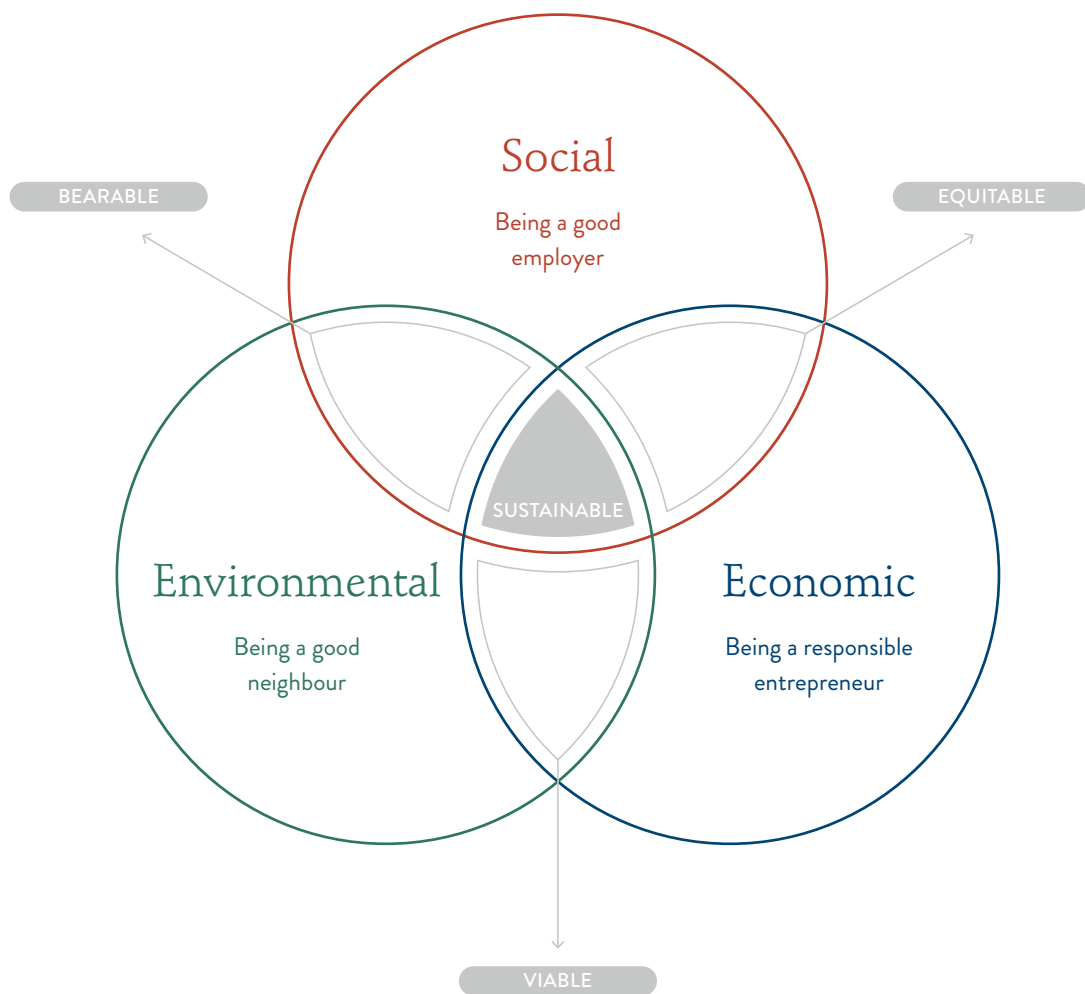 Social
BEARABLE
EQUITABLE
Being a good
employer
SUSTAINABLE
Environmental
Economic
Being a good
neighbour
Being a responsible
entrepreneur
VIABLE